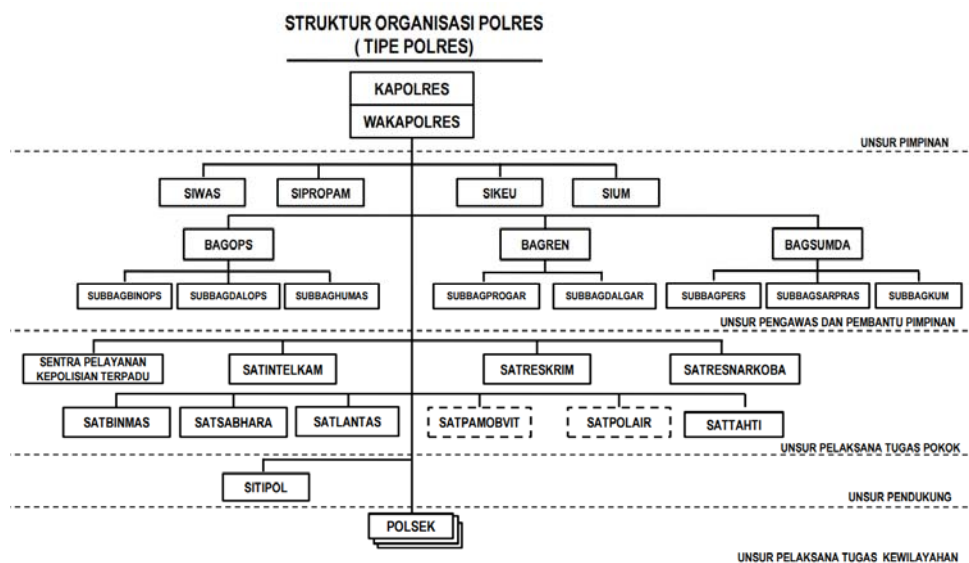 STRUKTUR ORGANISASI POLRES
( TIPE POLRES)
KAPOLRES
WAKAPOLRES
UNSUR PIMPINAN
SIWAS
SIPROPAM
SIKEU
SIUM
BAGOPS
BAGREN
BAGSUMDA
SUBBAGBINOPS
SUBBAGDALOPS
SUBBAGHUMAS
SUBBAGPROGAR
SUBBAGDALGAR
SUBBAGPERS
SUBBAGSARPRAS
SUBBAGKUM
UNSUR PENGAWAS DAN PEMBANTU PIMPINAN
SENTRA PELAYANAN
KEPOLISIAN TERPADU
SATINTELKAM
SATRESKRIM
SATRESNARKOBA
SATBINMAS
SATSABHARA
SATLANTAS
SATPAMOBVIT
SATPOLAIR
SATTAHTI
UNSUR PELAKSANA TUGAS POKOK
SITIPOL
UNSUR PENDUKUNG
POLSEK
UNSUR PELAKSANA TUGAS KEWILAYAHAN